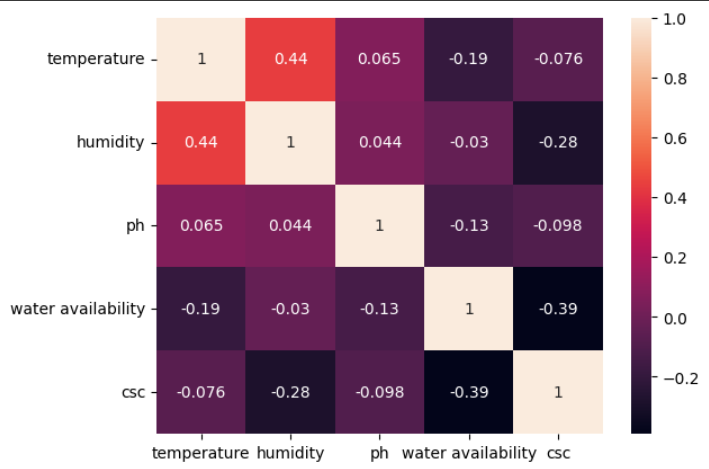 temperature 1 0.44 0.065 -0.19 -0.076
humidity 0.44 1 0.044 -0.03 -0.28
ph 0.065 0.044 1 -0.13 -0.098
water availability -0.19 -0.03 -0.13 1 -0.39
csc -0.076 -0.28 -0.098 -0.39 1
temperature humidity ph water availability csc
1.0
0.8
0.6
0.4
0.2
0.0
−0.2